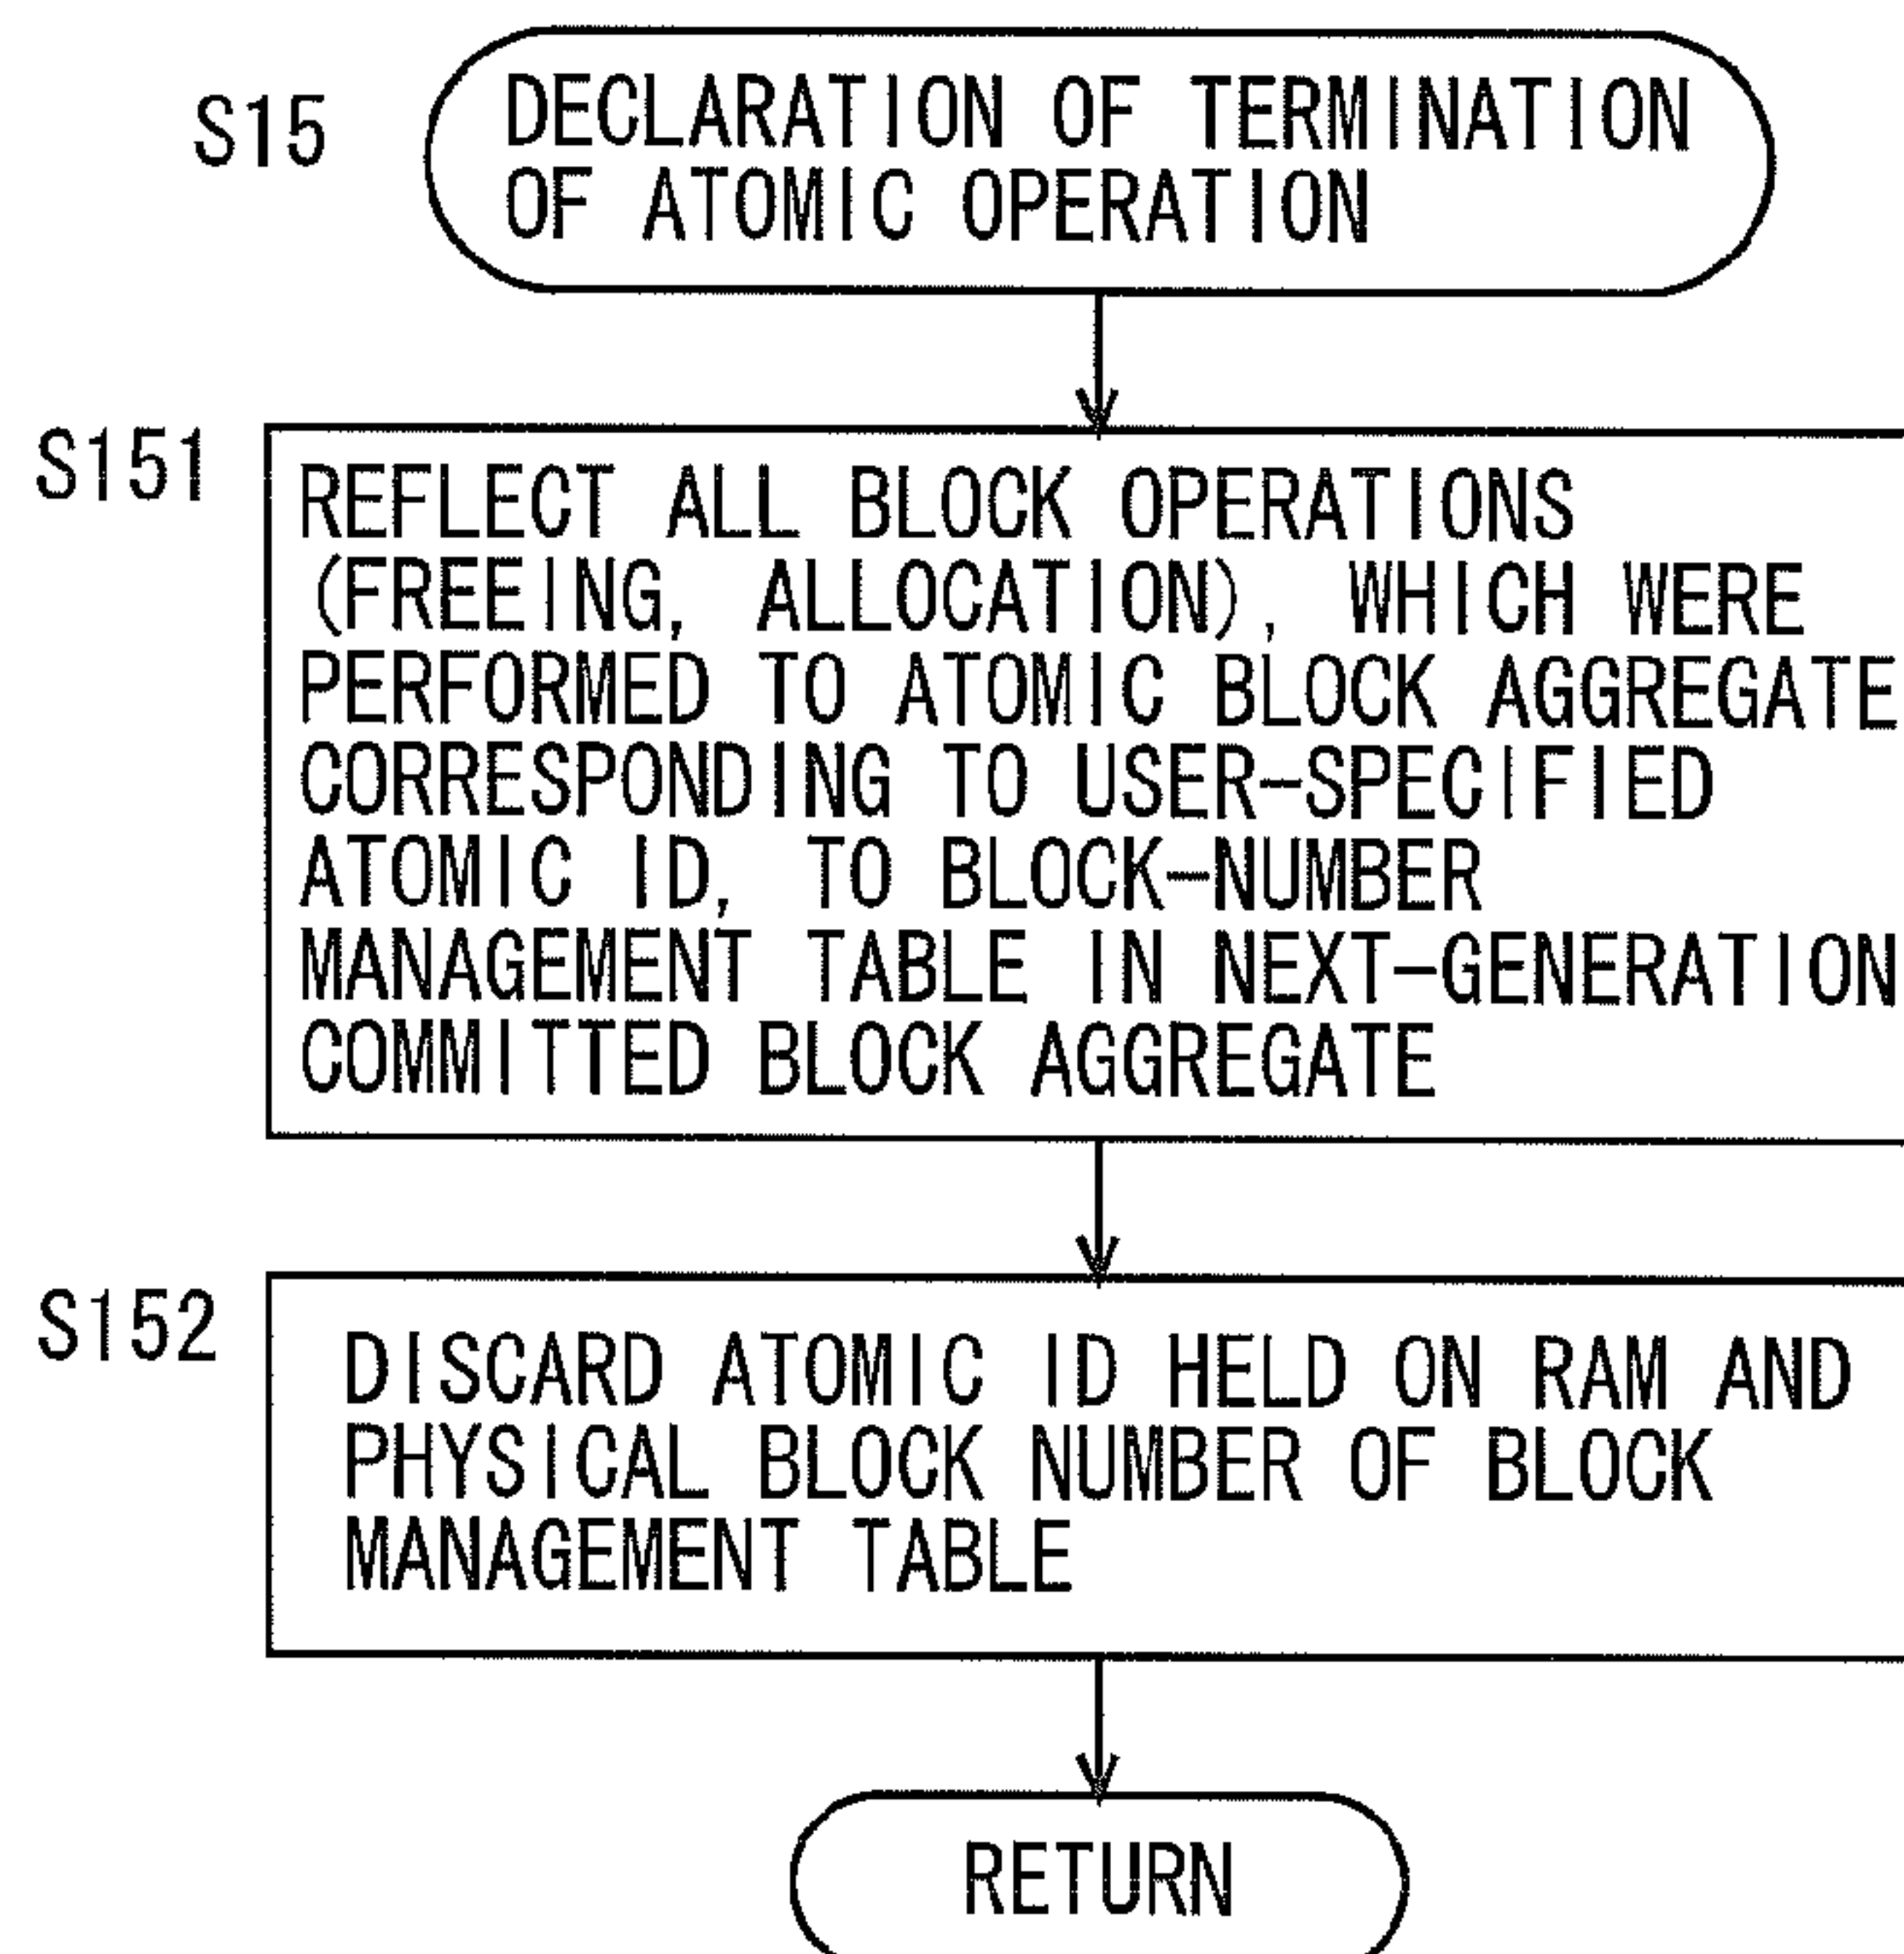 S15
DECLARATION OF TERMINATION
OF ATOMIC OPERATION
S151
REFLECT ALL BLOCK OPERATIONS
(FREEING, ALLOCATION), WHICH WERE
PERFORMED TO ATOMIC BLOCK AGGREGATE
CORRESPONDING TO USER-SPECIFIED
ATOMIC ID, TO BLOCK-NUMBER
MANAGEMENT TABLE IN NEXT-GENERATION
COMMITTED BLOCK AGGREGATE
S152
DISCARD ATOMIC ID HELD ON RAM AND
PHYSICAL BLOCK NUMBER OF BLOCK
MANAGEMENT TABLE
RETURN